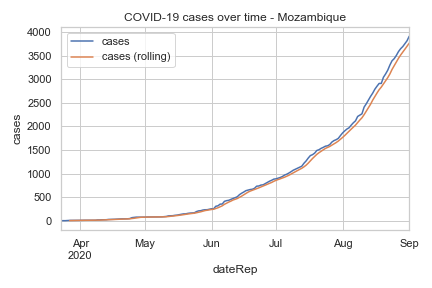 COVID-19 cases over time - Mozambique
cases
cases (rolling)
4000
3500
3000
2500
2000
1500
1000
500
0
cases
Apr
2020
May
Jun
Jul
Aug
Sep
dateRep